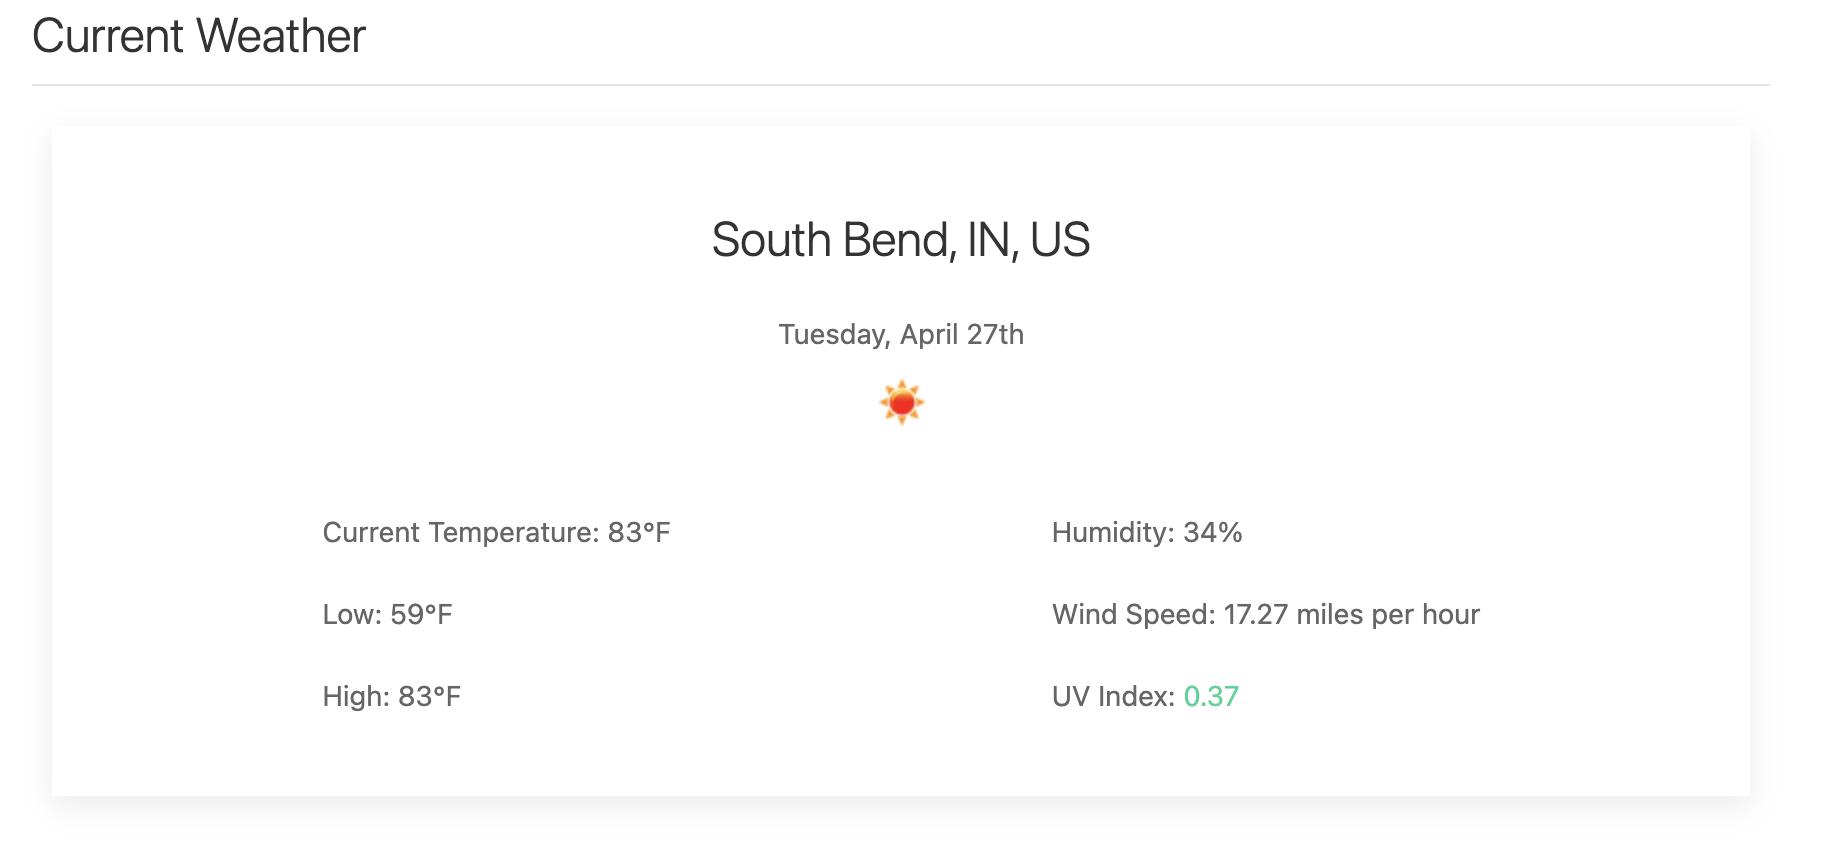 Current Weather
South Bend, IN, US
Tuesday, April 27th
Current Temperature: 83°F
Humidity: 34%
Low: 59°F
Wind Speed: 17.27 miles per hour
High: 83°F
UV Index: 0.37